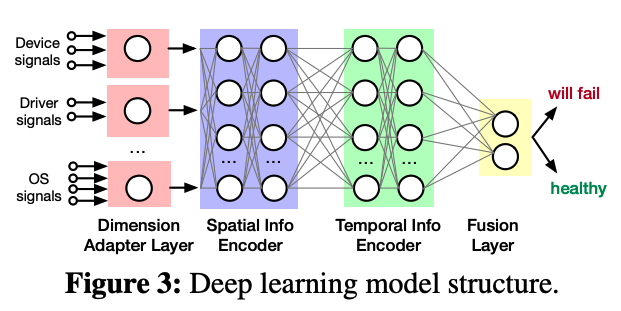 Device
signals
Driver
signals
...
OS
signals
... ...
... ...
will fail
healthy
Dimension
Adapter Layer
Spatial Info
Encoder
Temporal Info
Encoder
Fusion
Layer
Figure 3: Deep learning model structure.